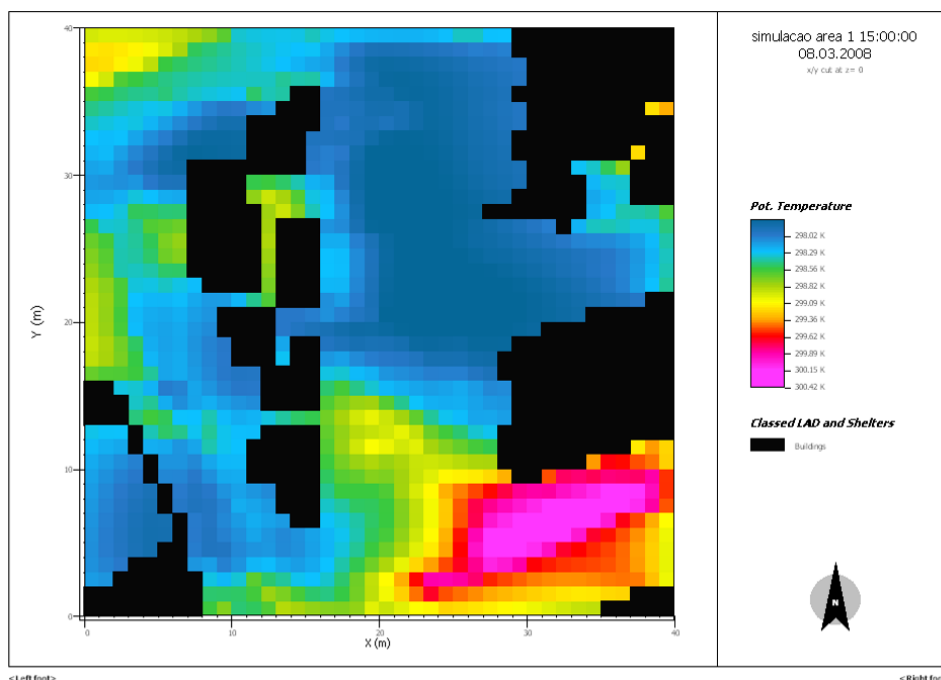 simulacao area 1 15:00:00
08.03.2008
x/y cut at z= 0
40
30
20
10
0
Y (m)
0
10
20
30
40
X (m)
Pot. Temperature
298.02 K
298.29 K
298.56 K
298.82 K
299.09 K
299.36 K
299.62 K
299.89 K
300.15 K
300.42 K
Classed LAD and Shelters
Buildings
N
<Left foot>
<Right foo